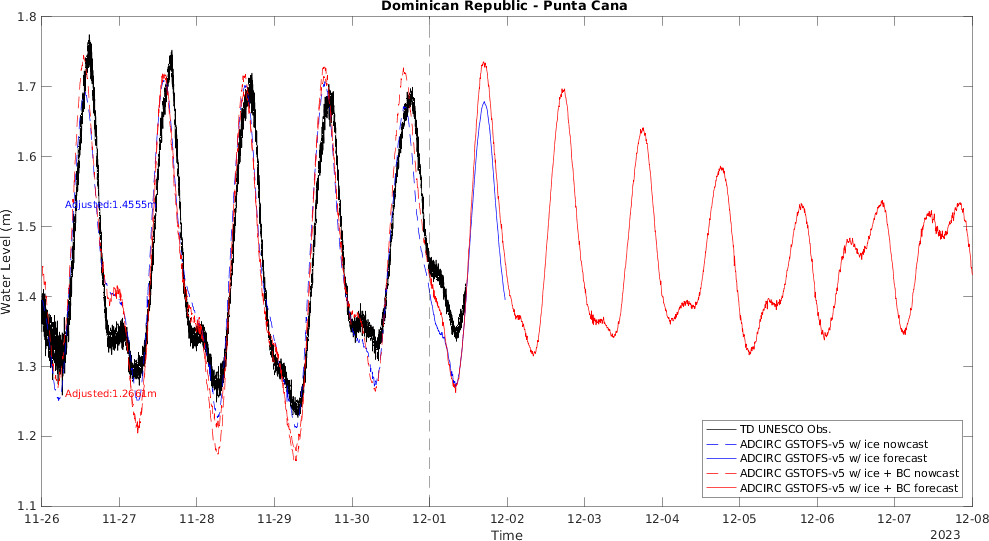 Dominican Republic - Punta Cana
1.8
1.7
1.6
1.5
1.4
1.3
1.2
1.1
Water Level (m)
Adjusted:1.4555m
Adjusted:1.2661m
TD UNESCO Obs.
ADCIRC GSTOFS-v5 w/ ice nowcast
ADCIRC GSTOFS-v5 w/ ice forecast
ADCIRC GSTOFS-v5 w/ ice + BC nowcast
ADCIRC GSTOFS-v5 w/ ice + BC forecast
11-26 11-27 11-28 11-29 11-30 12-01 12-02 12-03 12-04 12-05 12-06 12-07 12-08
Time
2023